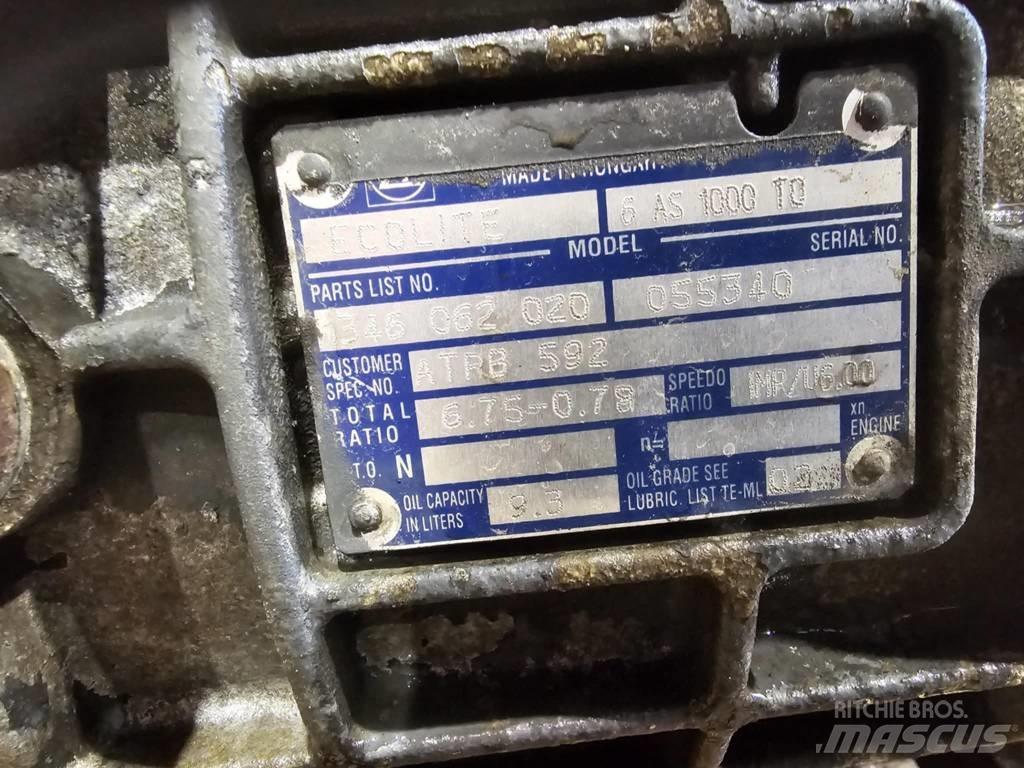 MADE IN HUNGARY
ECOLITE 6 AS 1000 TO
MODEL
PARTS LIST NO. SERIAL NO.
1346 062 020 055340
CUSTOMER SPEC.NO. ATRB 592
TOTAL RATIO 6.75-0.78 SPEEDO RATIO IMP/U6.00
P.T.O. N n= xn ENGINE
OIL CAPACITY IN LITERS 9.3 OIL GRADE SEE LUBRIC. LIST TE-ML 02
RITCHIE BROS.
MASCUS